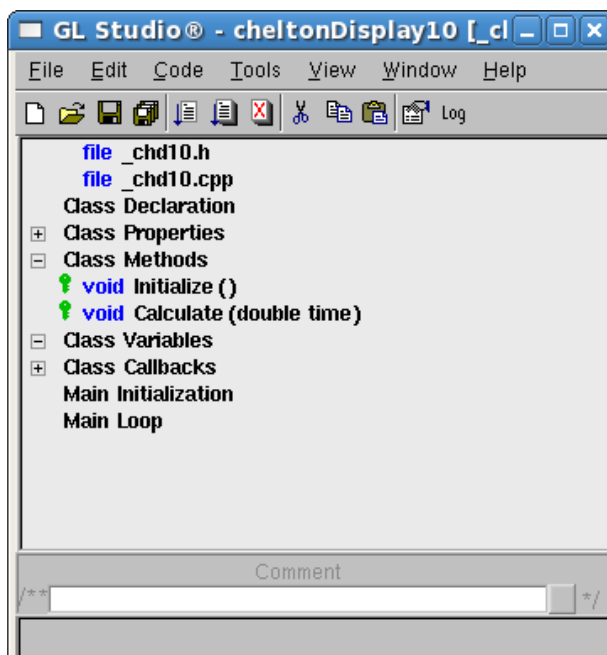 GL Studio® - cheltonDisplay10 [_cl
File Edit Code Tools View Window Help
Log
file _chd10.h
file _chd10.cpp
Class Declaration
Class Properties
Class Methods
void Initialize ()
void Calculate (double time)
Class Variables
Class Callbacks
Main Initialization
Main Loop
Comment
/** */